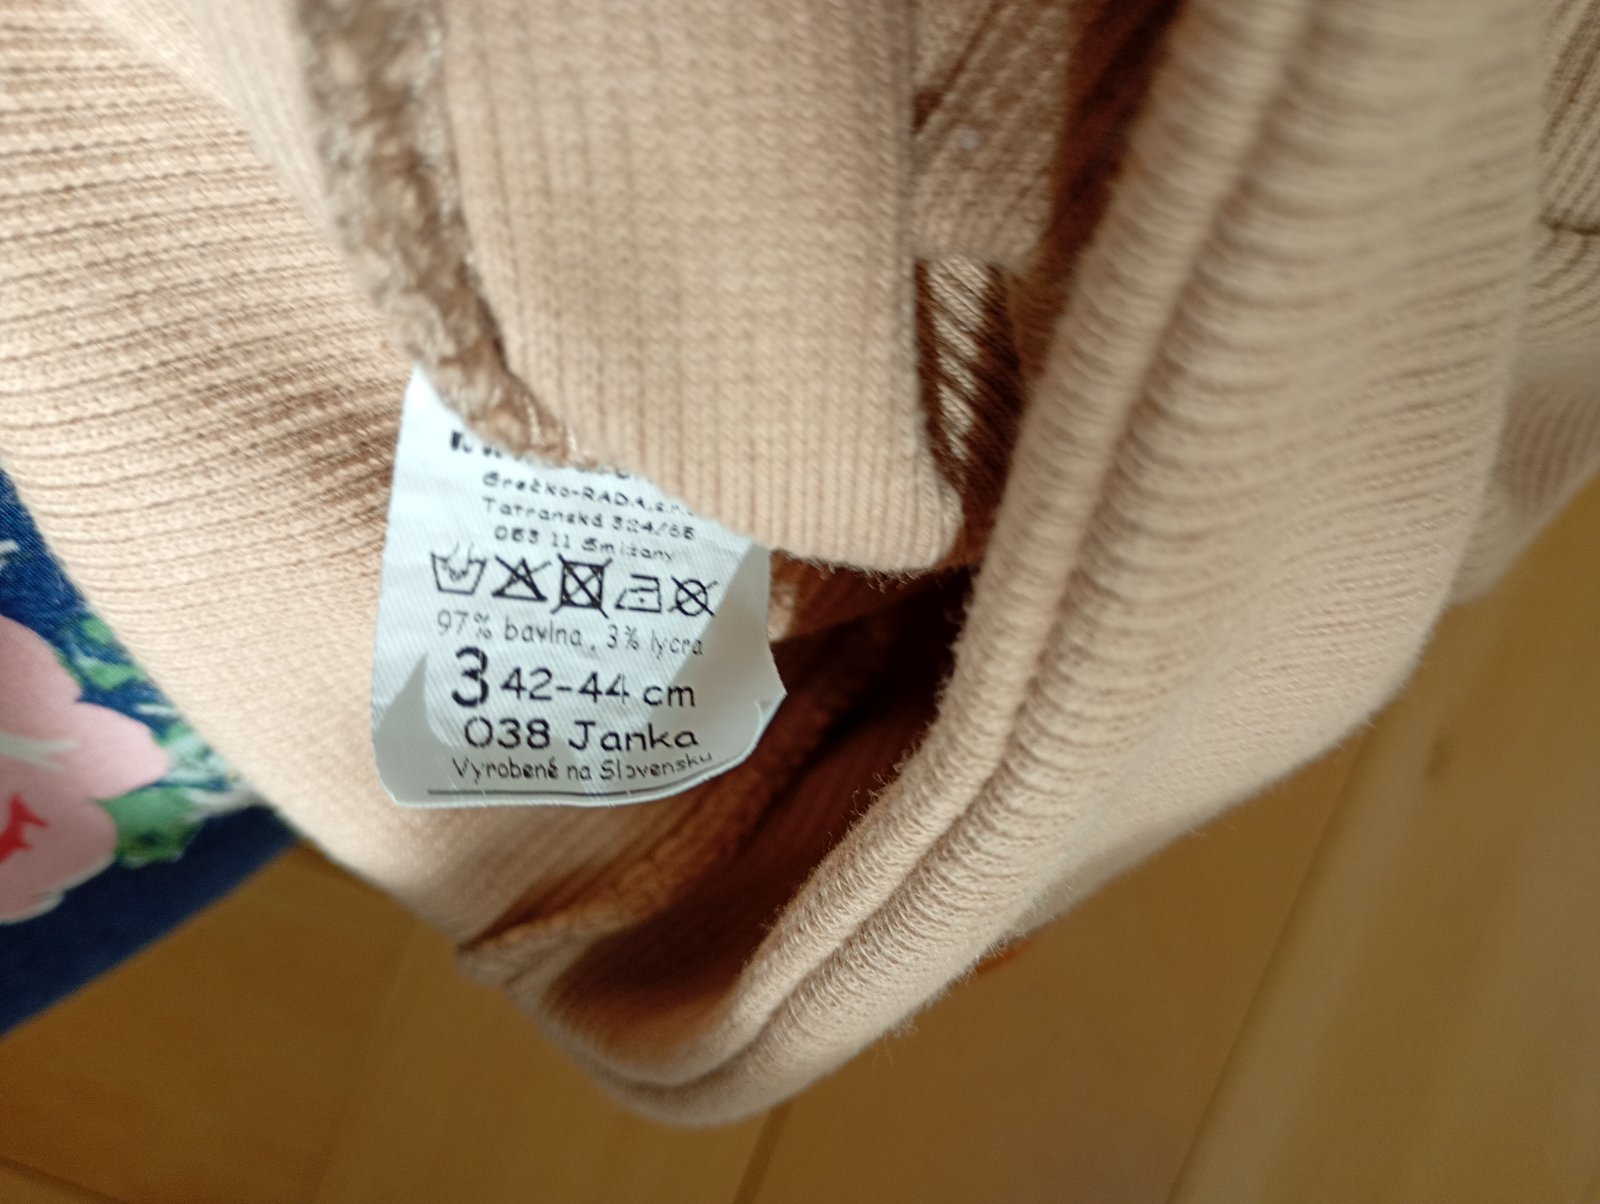 Grečko-RADA,s.r.o
Tatranská 324/65
053 11 Smižany
97% bavlna, 3% lycra
3 42-44 cm
038 Janka
Vyrobené na Slovensku